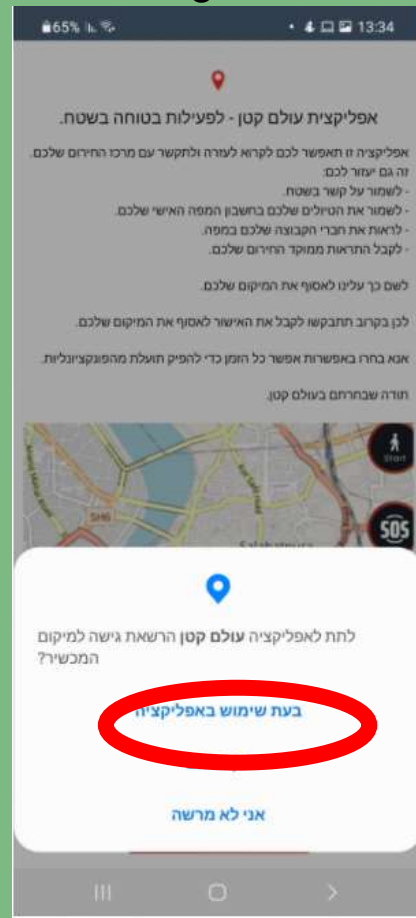 65%
13:34
אפליקצית עולם קטן - לפעילות בטוחה בשטח.
אפליקציה זו תאפשר לכם לקרוא לעזרה ולתקשר עם מרכז החירום שלכם.
זה גם יעזור לכם:
- לשמור על קשר בשטח.
- לשמור את הטיולים שלכם בחשבון המפה האישי שלכם.
- לראות את חברי הקבוצה שלכם במפה.
- לקבל התראות ממוקד החירום שלכם.
לשם כך עלינו לאסוף את המיקום שלכם.
לכן בקרוב תתבקשו לקבל את האישור לאסוף את המיקום שלכם.
אנא בחרו באפשרות אפשר כל הזמן כדי להפיק תועלת מהפונקציונליות.
תודה שבחרתם בעולם קטן.
Start
SH6
SOS
לתת לאפליקציה עולם קטן הרשאת גישה למיקום
המכשיר?
בעת שימוש באפליקציה
אני לא מרשה